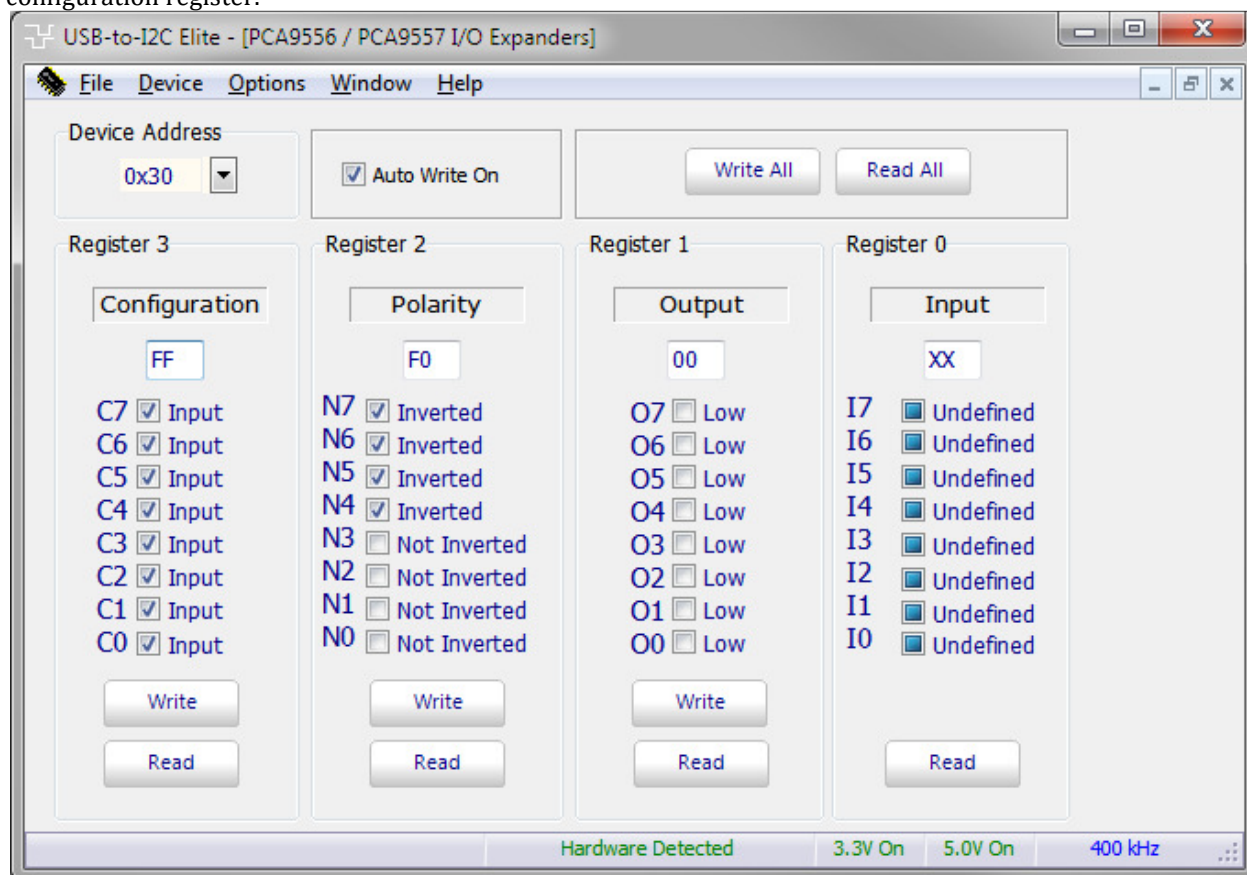 configuration register.
USB-to-I2C Elite - [PCA9556 / PCA9557 I/O Expanders]
File Device Options Window Help
Device Address
0x30
Auto Write On
Write All Read All
Register 3 Register 2 Register 1 Register 0
Configuration Polarity Output Input
FF F0 00 XX
C7 Input N7 Inverted O7 Low I7 Undefined
C6 Input N6 Inverted O6 Low I6 Undefined
C5 Input N5 Inverted O5 Low I5 Undefined
C4 Input N4 Inverted O4 Low I4 Undefined
C3 Input N3 Not Inverted O3 Low I3 Undefined
C2 Input N2 Not Inverted O2 Low I2 Undefined
C1 Input N1 Not Inverted O1 Low I1 Undefined
C0 Input N0 Not Inverted O0 Low I0 Undefined
Write Write Write
Read Read Read Read
Hardware Detected 3.3V On 5.0V On 400 kHz